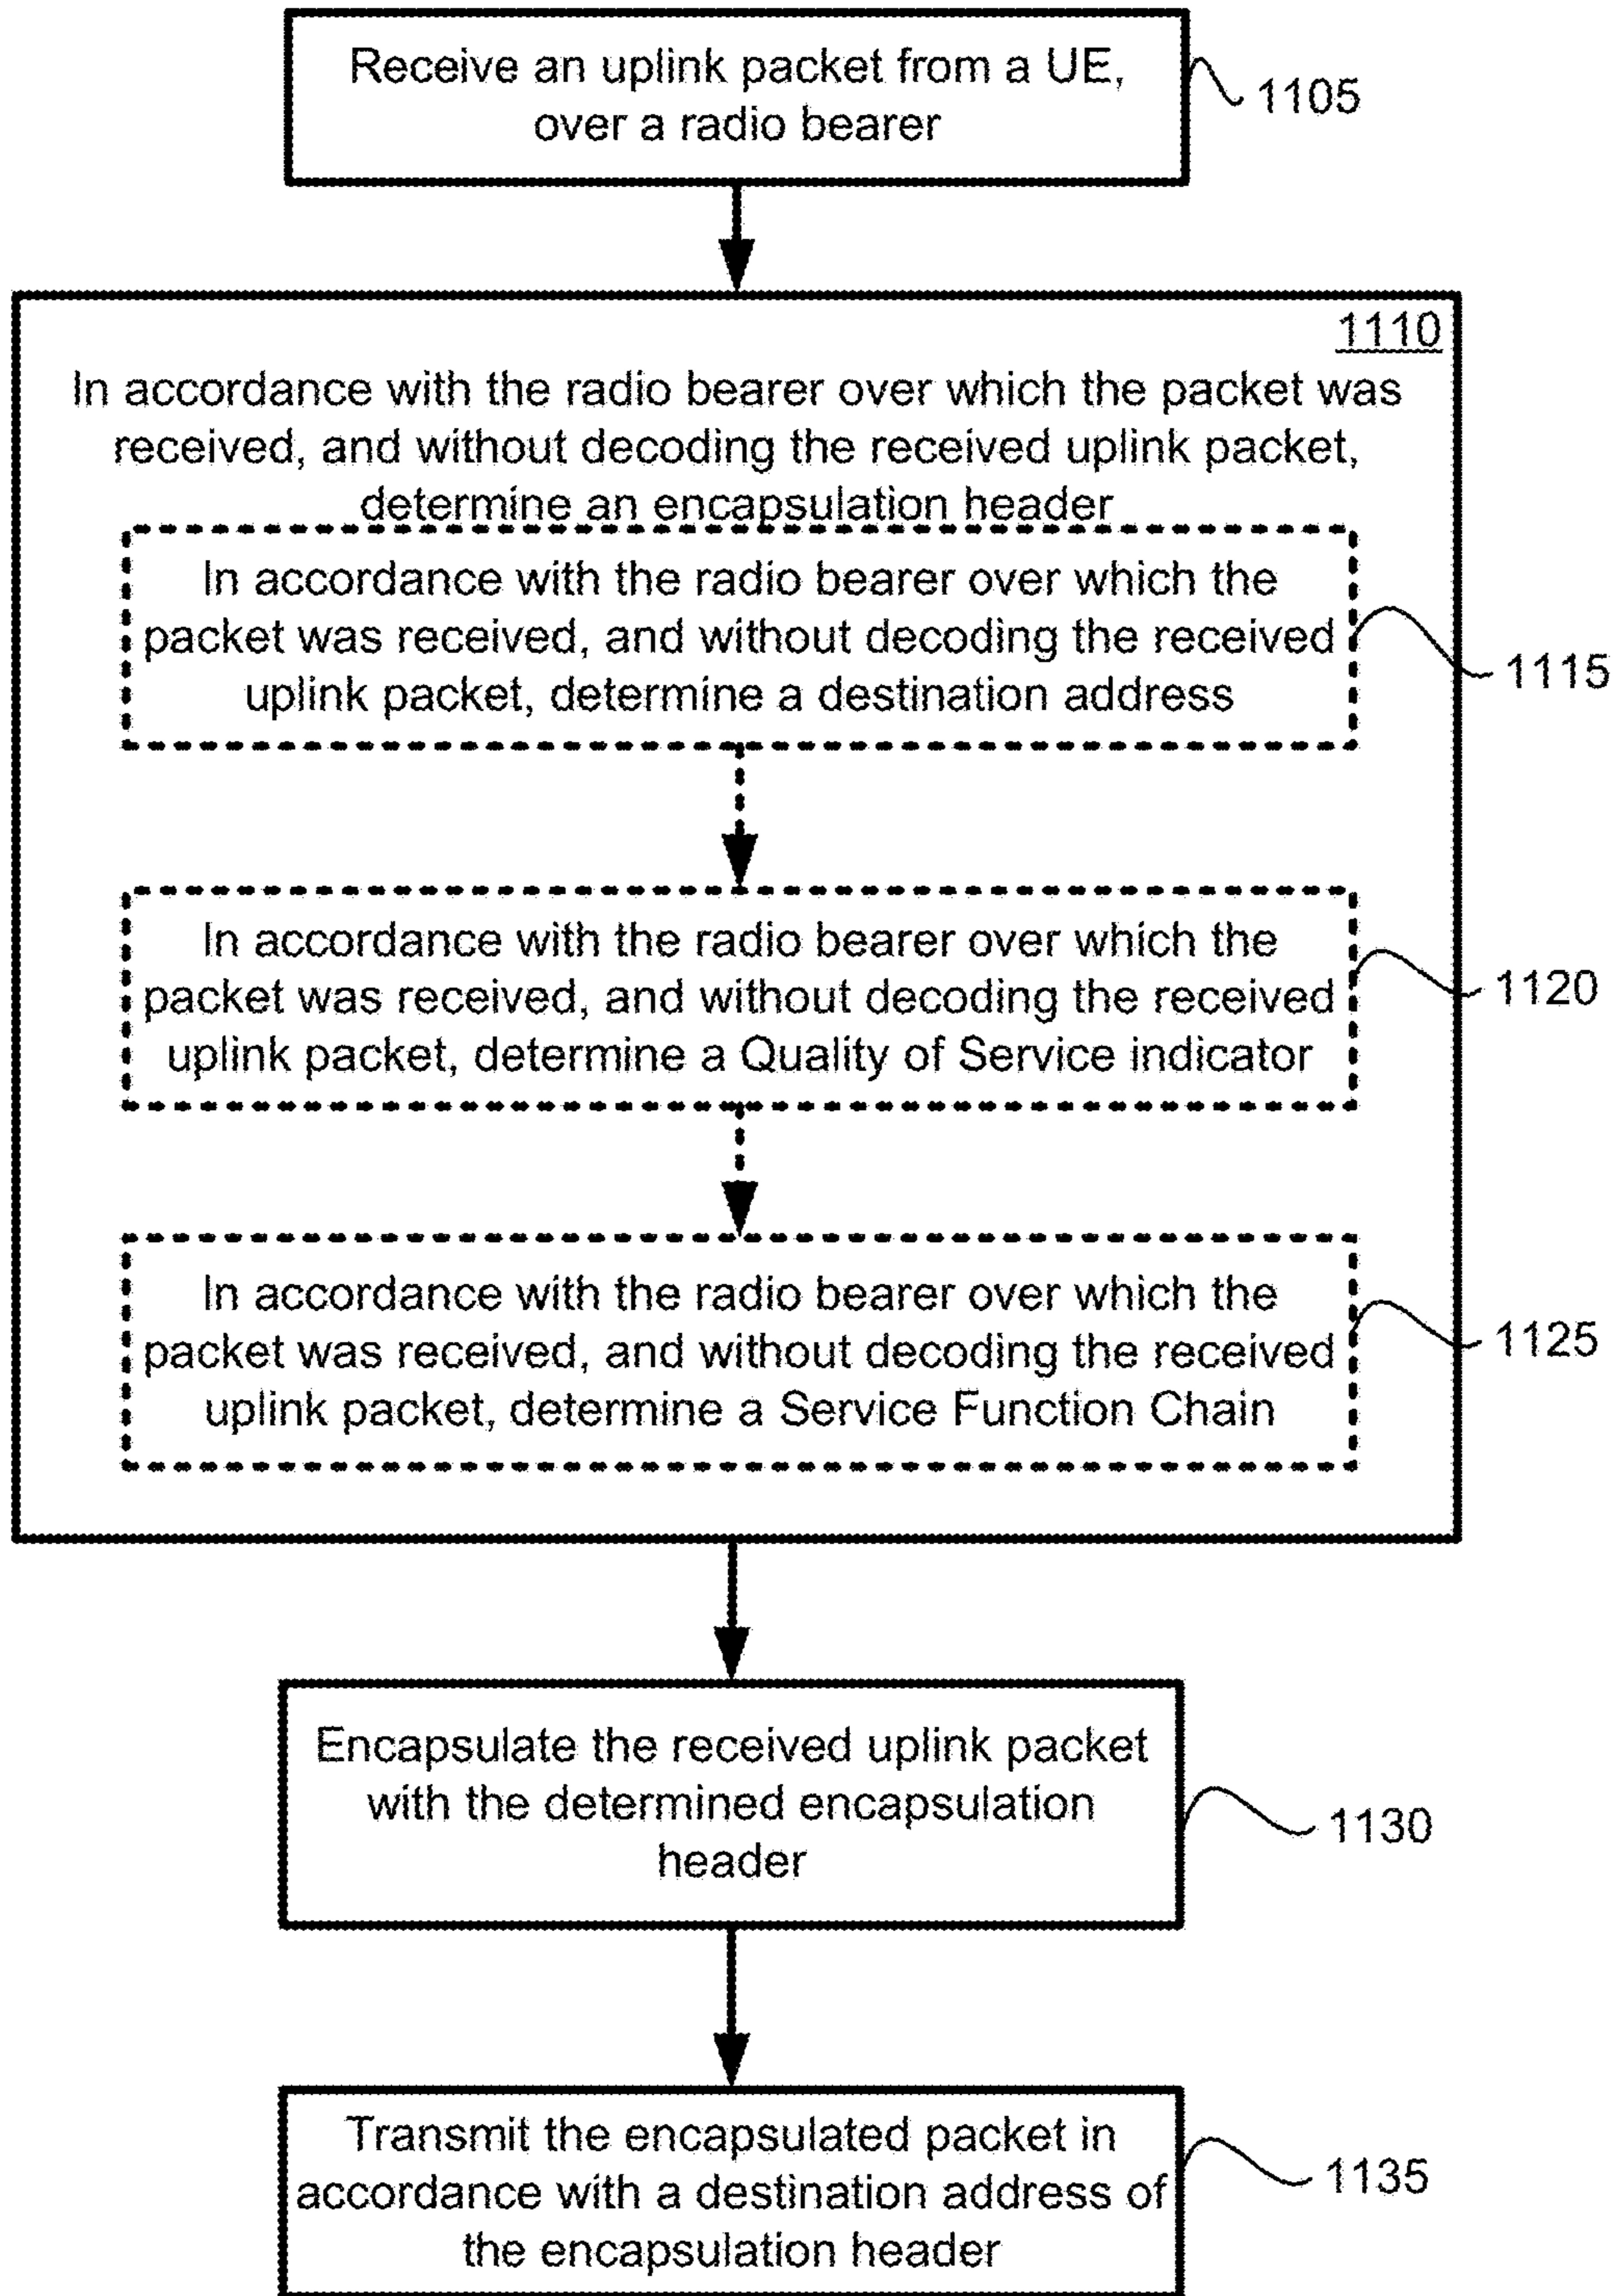 Receive an uplink packet from a UE,
over a radio bearer
1105
1110
In accordance with the radio bearer over which the packet was
received, and without decoding the received uplink packet,
determine an encapsulation header
In accordance with the radio bearer over which the
packet was received, and without decoding the received
uplink packet, determine a destination address
1115
In accordance with the radio bearer over which the
packet was received, and without decoding the received
uplink packet, determine a Quality of Service indicator
1120
In accordance with the radio bearer over which the
packet was received, and without decoding the received
uplink packet, determine a Service Function Chain
1125
Encapsulate the received uplink packet
with the determined encapsulation
header
1130
Transmit the encapsulated packet in
accordance with a destination address of
the encapsulation header
1135